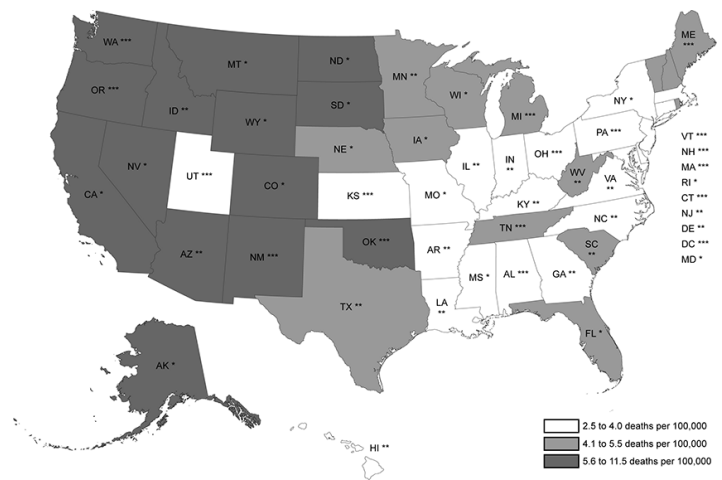 WA ***
ME
***
MT *
ND *
MN **
OR ***
ID **
SD *
WI *
MI ***
NY *
WY *
PA ***
NE *
IA *
OH ***
VT ***
NH ***
MA ***
RI *
CT ***
NJ **
DE **
DC ***
MD *
NV *
UT ***
IL **
IN
**
WV
**
VA
**
CA *
CO *
KS ***
MO *
KY **
NC **
TN ***
AZ **
NM ***
OK ***
AR **
SC
**
MS *
AL ***
GA **
TX **
LA
**
FL *
AK *
HI **
2.5 to 4.0 deaths per 100,000
4.1 to 5.5 deaths per 100,000
5.6 to 11.5 deaths per 100,000